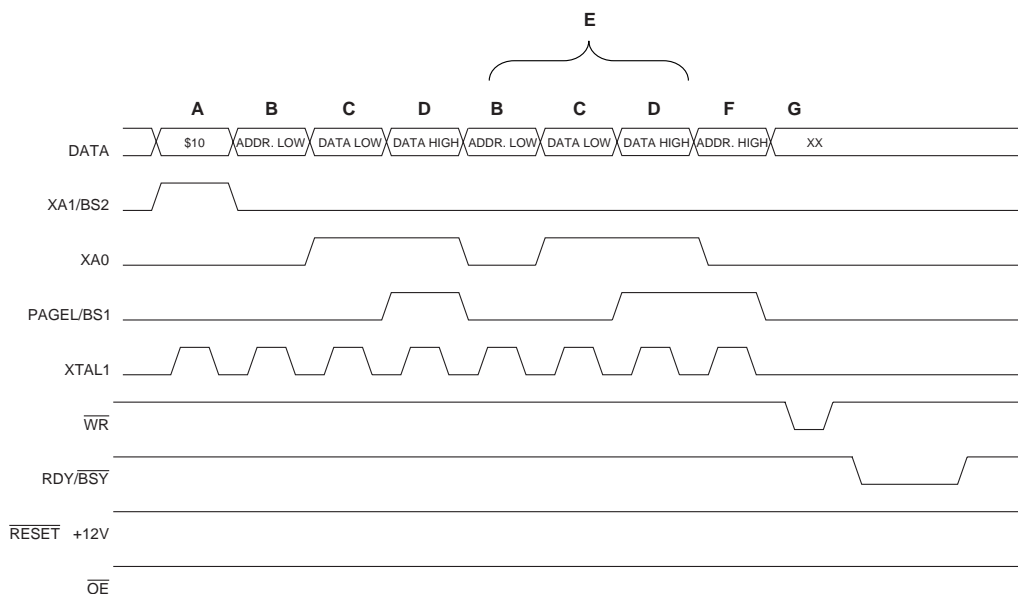 E
A B C D B C D F G
DATA $10 ADDR. LOW DATA LOW DATA HIGH ADDR. LOW DATA LOW DATA HIGH ADDR. HIGH XX
XA1/BS2
XA0
PAGEL/BS1
XTAL1
WR
RDY/BSY
RESET +12V
OE